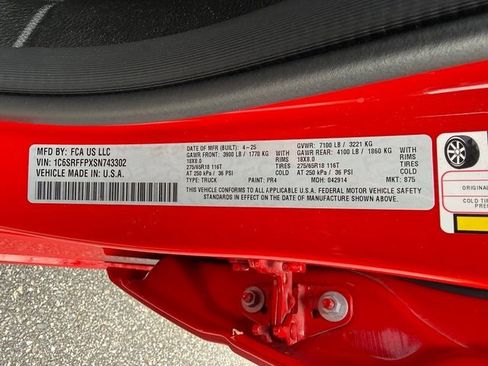 MFD BY: FCA US LLC
VIN: 1C6SRFFPXSN743302
VEHICLE MADE IN: U.S.A.
DATE OF MFR (BUILT): 4-25
GAWR FRONT: 3900 LB / 1770 KG
18X8.0 RIMS
275/65R18 116T TIRES
AT 250 kPa / 36 PSI COLD
TYPE: TRUCK PAINT: PR4
GVWR: 7100 LB / 3221 KG
GAWR REAR: 4100 LB / 1860 KG
18X8.0 RIMS
275/65R18 116T TIRES
AT 250 kPa / 36 PSI COLD
MDH: 042914 MKT: 875
THIS VEHICLE CONFORMS TO ALL APPLICABLE U.S.A. FEDERAL MOTOR VEHICLE SAFETY
STANDARDS IN EFFECT ON THE DATE OF MANUFACTURE SHOWN ABOVE.
ORIGINAL
COLD TI
PRES